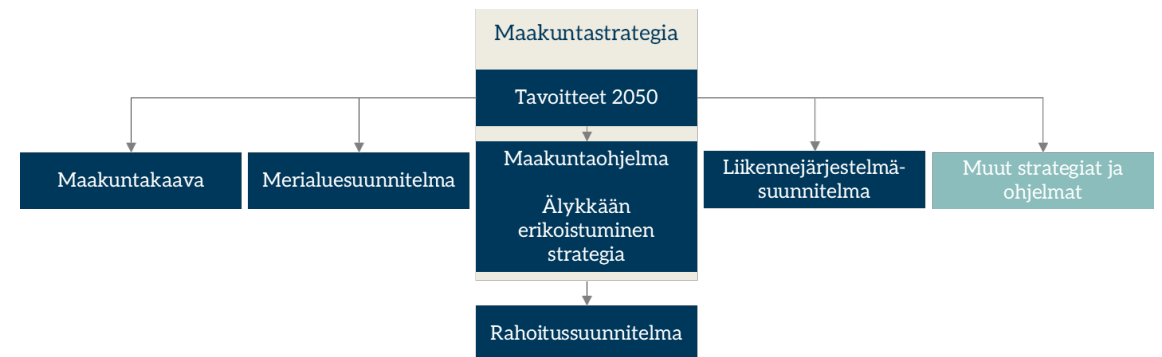 Maakuntastrategia
Tavoitteet 2050
Maakuntakaava
Merialuesuunnitelma
Maakuntaohjelma
Älykkään
erikoistuminen
strategia
Liikennejärjestelmä-
suunnitelma
Muut strategiat ja
ohjelmat
Rahoitussuunnitelma